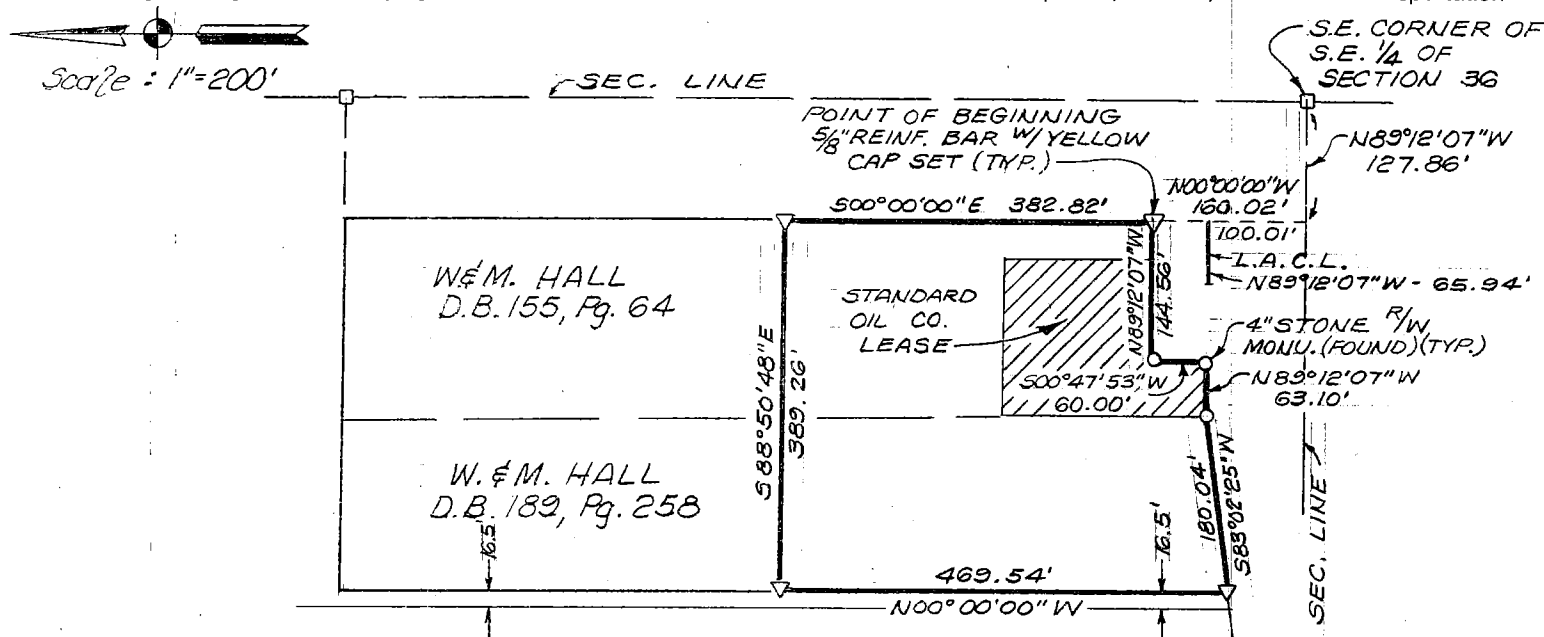 Scale : 1"=200'
SEC. LINE
S.E. CORNER OF
S.E. 1/4 OF
SECTION 36
POINT OF BEGINNING
5/8" REINF. BAR W/ YELLOW
CAP SET (TYP.)
N89°12'07"W
127.86'
N00°00'00"W
160.02'
100.01'
S00°00'00"E 382.82'
L.A.C.L.
N89°12'07"W - 65.94'
W & M. HALL
D.B. 155, Pg. 64
STANDARD
OIL CO.
LEASE
N89°12'07"W
144.56'
4" STONE R/W
MONU. (FOUND) (TYP.)
S00°47'53"W
60.00'
N89°12'07"W
63.10'
S88°50'48"E
389.26'
W. & M. HALL
D.B. 189, Pg. 258
16.5'
16.5'
180.04'
S83°02'25"W
SEC. LINE
469.54'
N00°00'00"W